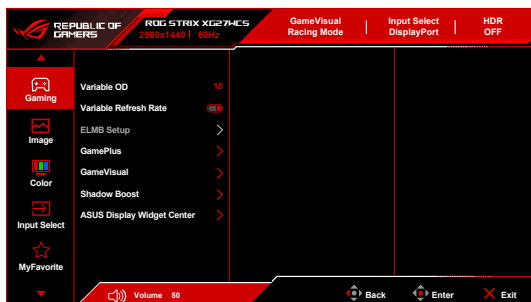 REPUBLIC OF
GAMERS
ROG STRIX XG27WCS
2560x1440 | 60Hz
GameVisual
Racing Mode
Input Select
DisplayPort
HDR
OFF
Gaming
Image
Color
Input Select
MyFavorite
Variable OD 10
Variable Refresh Rate
ELMB Setup
GamePlus
GameVisual
Shadow Boost
ASUS Display Widget Center
Volume 50
Back
Enter
Exit